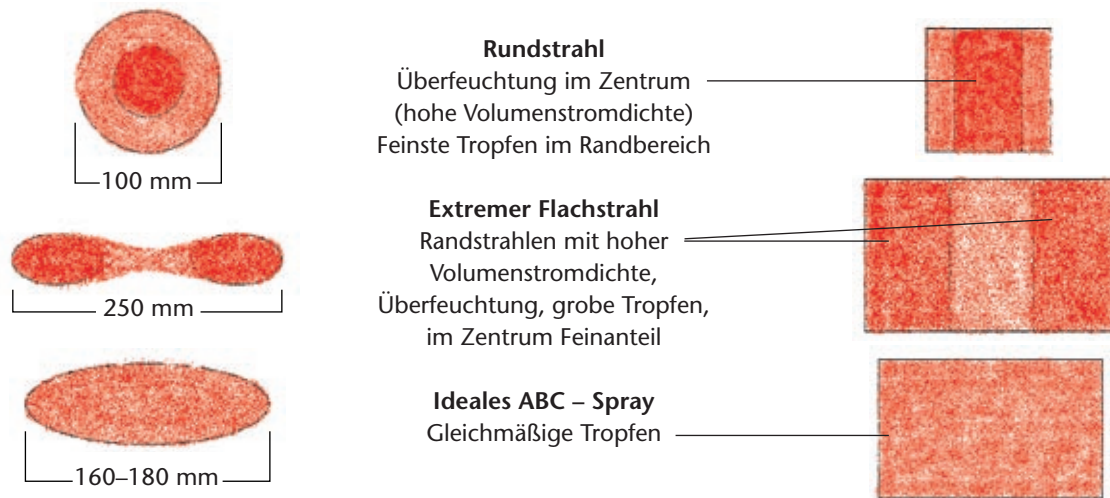 Rundstrahl
Überfeuchtung im Zentrum
(hohe Volumenstromdichte)
Feinste Tropfen im Randbereich
100 mm
Extremer Flachstrahl
Randstrahlen mit hoher
Volumenstromdichte,
Überfeuchtung, grobe Tropfen,
im Zentrum Feinanteil
250 mm
Ideales ABC – Spray
Gleichmäßige Tropfen
160–180 mm